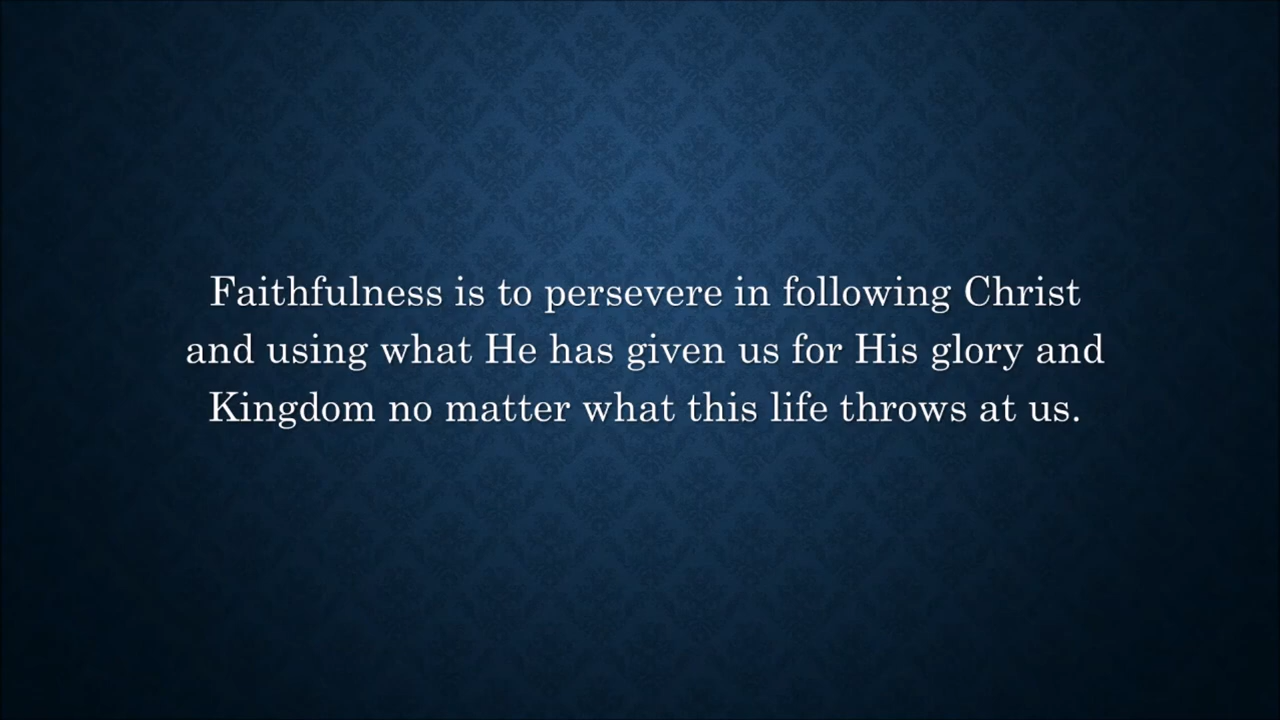 Faithfulness is to persevere in following Christ
and using what He has given us for His glory and
Kingdom no matter what this life throws at us.